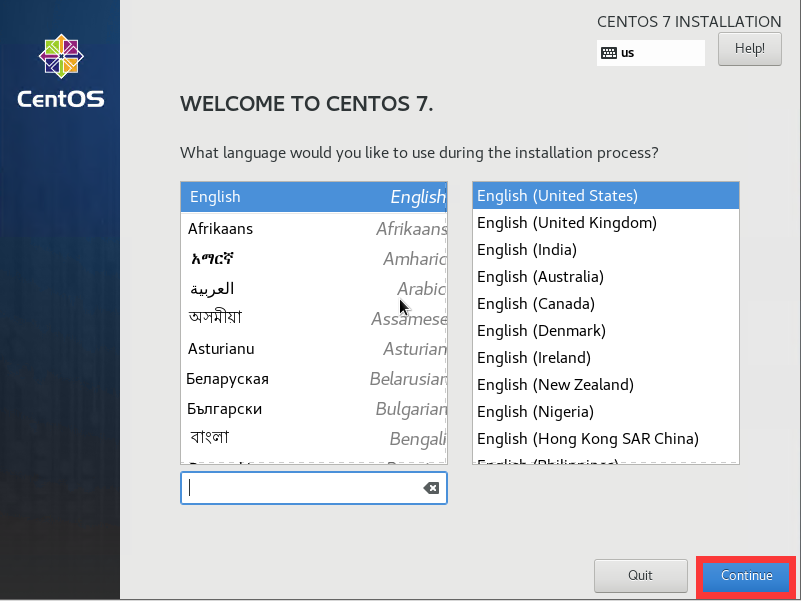 CENTOS 7 INSTALLATION
us
Help!
CentOS
WELCOME TO CENTOS 7.
What language would you like to use during the installation process?
English English
Afrikaans Afrikaans
አማርኛ Amharic
العربية Arabic
অসমীয়া Assamese
Asturianu Asturian
Беларуская Belarusian
Български Bulgarian
বাংলা Bengali
English (United States)
English (United Kingdom)
English (India)
English (Australia)
English (Canada)
English (Denmark)
English (Ireland)
English (New Zealand)
English (Nigeria)
English (Hong Kong SAR China)
English (Philippines)
Quit
Continue